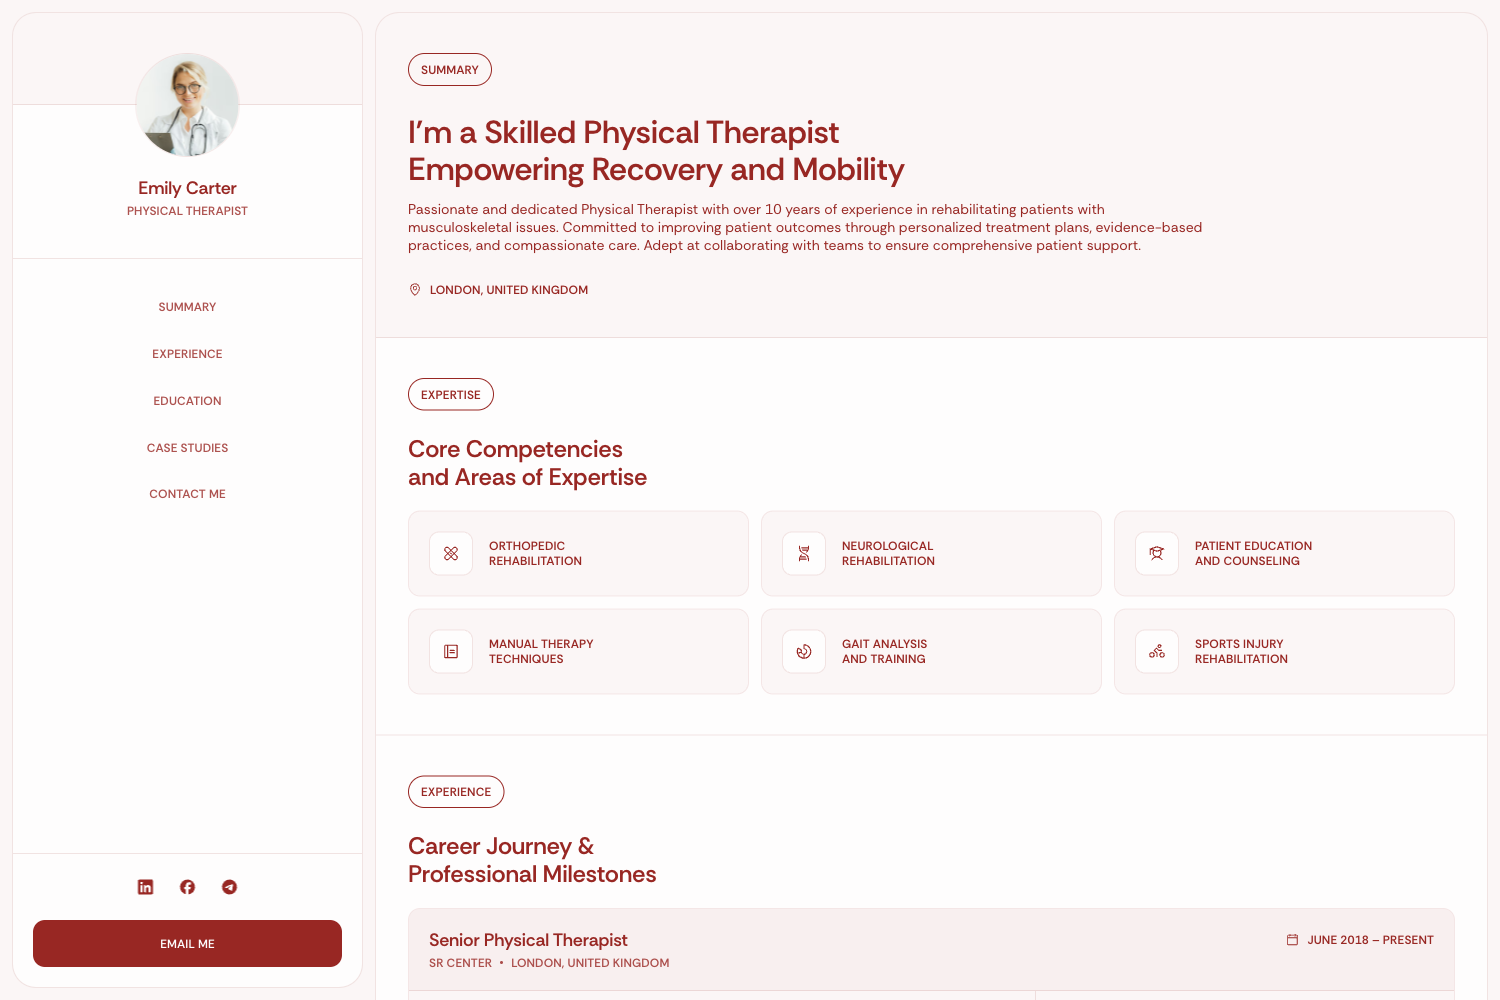 Emily Carter
PHYSICAL THERAPIST
SUMMARY
EXPERIENCE
EDUCATION
CASE STUDIES
CONTACT ME
EMAIL ME
SUMMARY
I'm a Skilled Physical Therapist
Empowering Recovery and Mobility
Passionate and dedicated Physical Therapist with over 10 years of experience in rehabilitating patients with
musculoskeletal issues. Committed to improving patient outcomes through personalized treatment plans, evidence-based
practices, and compassionate care. Adept at collaborating with teams to ensure comprehensive patient support.
LONDON, UNITED KINGDOM
EXPERTISE
Core Competencies
and Areas of Expertise
ORTHOPEDIC
REHABILITATION
NEUROLOGICAL
REHABILITATION
PATIENT EDUCATION
AND COUNSELING
MANUAL THERAPY
TECHNIQUES
GAIT ANALYSIS
AND TRAINING
SPORTS INJURY
REHABILITATION
EXPERIENCE
Career Journey &
Professional Milestones
Senior Physical Therapist
JUNE 2018 – PRESENT
SR CENTER • LONDON, UNITED KINGDOM